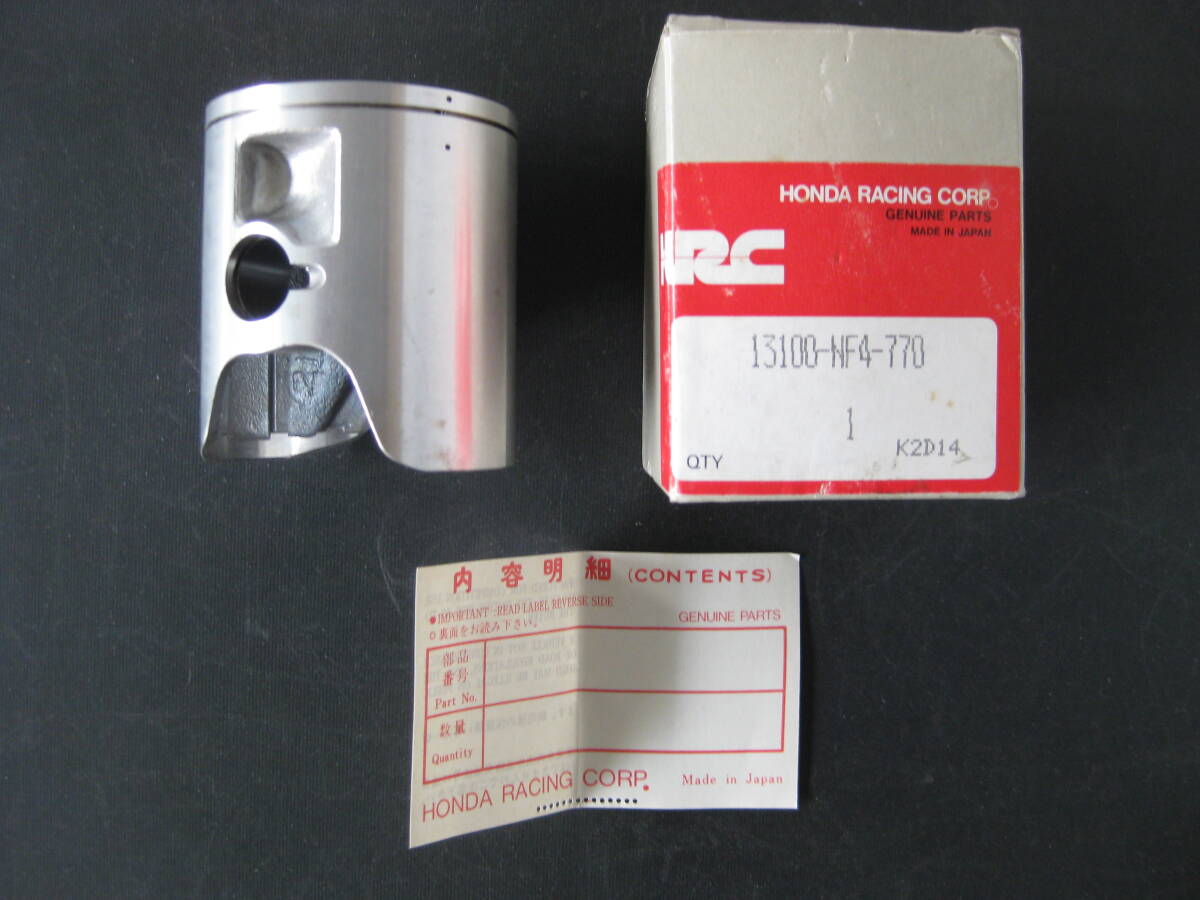 HONDA RACING CORP.
GENUINE PARTS
MADE IN JAPAN
HRC
13100-NF4-770
1
QTY
K2D14
内容明細 (CONTENTS)
●IMPORTANT :READ LABEL REVERSE SIDE
○裏面をお読み下さい。
GENUINE PARTS
部品
番号
Part No.
数量
Quantity
HONDA RACING CORP.
Made in Japan